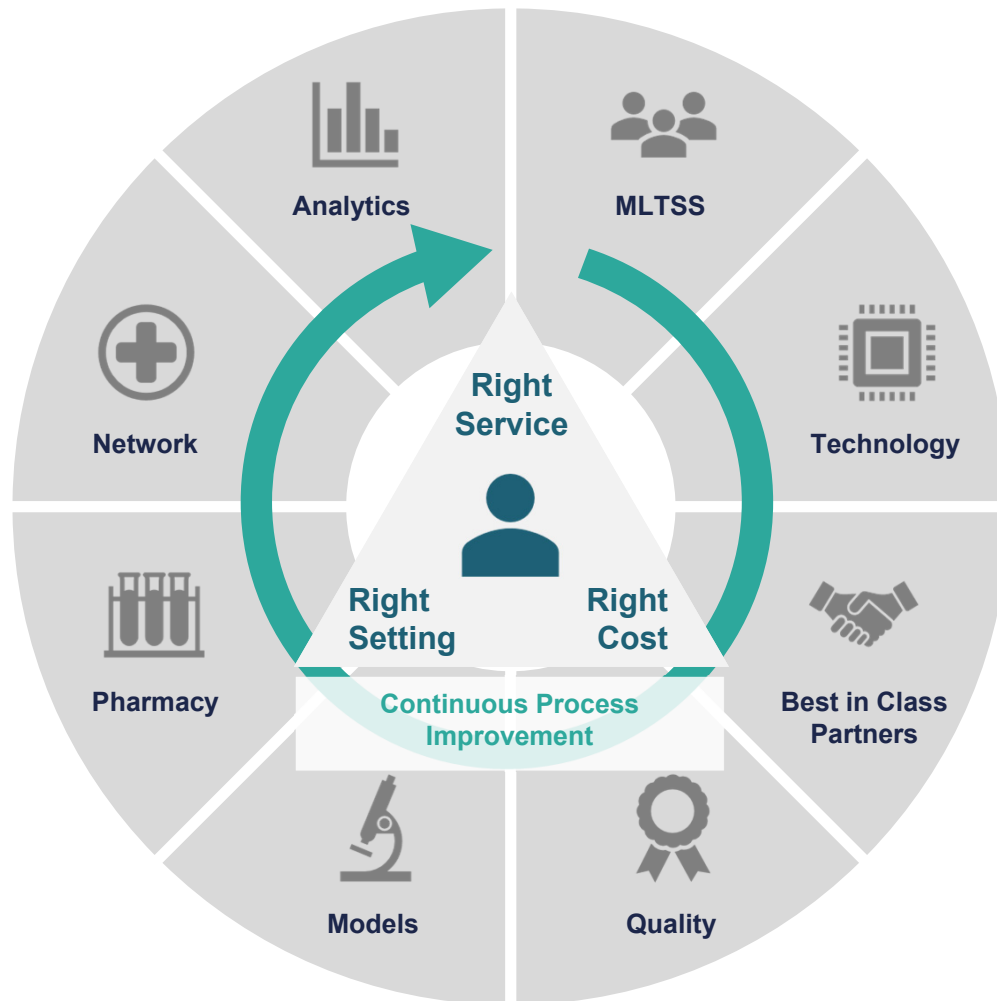 Analytics
MLTSS
Network
Technology
Right
Service
Right
Setting
Right
Cost
Pharmacy
Best in Class
Partners
Continuous Process
Improvement
Models
Quality